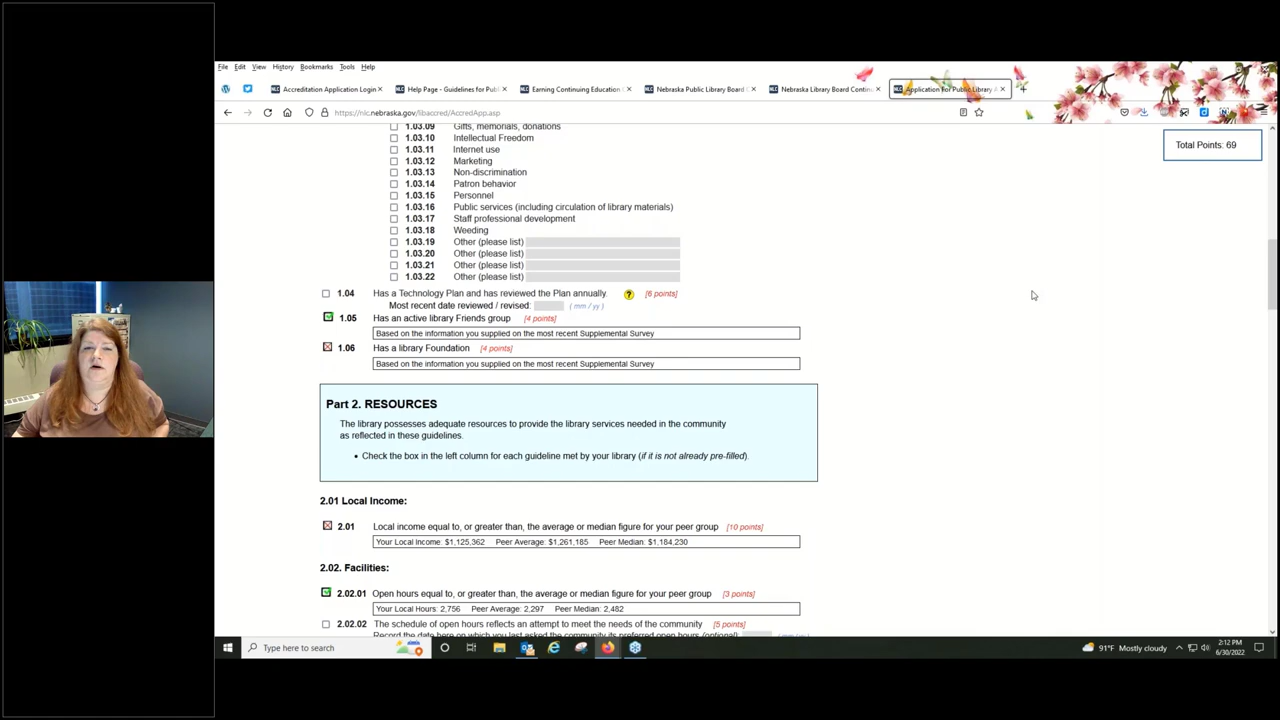 File Edit View History Bookmarks Tools Help
Accreditation Application Login
Help Page - Guidelines for Publ
Earning Continuing Education
Nebraska Public Library Board C
Nebraska Library Board Contin
Application For Public Library A
https://nlc.nebraska.gov/libaccred/AccredApp.asp
Total Points: 69
1.03.09 Gifts, memorials, donations
1.03.10 Intellectual Freedom
1.03.11 Internet use
1.03.12 Marketing
1.03.13 Non-discrimination
1.03.14 Patron behavior
1.03.15 Personnel
1.03.16 Public services (including circulation of library materials)
1.03.17 Staff professional development
1.03.18 Weeding
1.03.19 Other (please list)
1.03.20 Other (please list)
1.03.21 Other (please list)
1.03.22 Other (please list)
1.04 Has a Technology Plan and has reviewed the Plan annually. ? [6 points]
Most recent date reviewed / revised: ( mm / yy )
1.05 Has an active library Friends group [4 points]
Based on the information you supplied on the most recent Supplemental Survey
1.06 Has a library Foundation [4 points]
Based on the information you supplied on the most recent Supplemental Survey
Part 2. RESOURCES
The library possesses adequate resources to provide the library services needed in the community
as reflected in these guidelines.
• Check the box in the left column for each guideline met by your library (if it is not already pre-filled).
2.01 Local Income:
2.01 Local income equal to, or greater than, the average or median figure for your peer group [10 points]
Your Local Income: $1,125,362 Peer Average: $1,261,185 Peer Median: $1,184,230
2.02. Facilities:
2.02.01 Open hours equal to, or greater than, the average or median figure for your peer group [3 points]
Your Local Hours: 2,756 Peer Average: 2,297 Peer Median: 2,482
2.02.02 The schedule of open hours reflects an attempt to meet the needs of the community [5 points]
Record the date here on which you last asked the community its preferred open hours (optional):
Type here to search
91°F Mostly cloudy
2:12 PM
6/30/2022